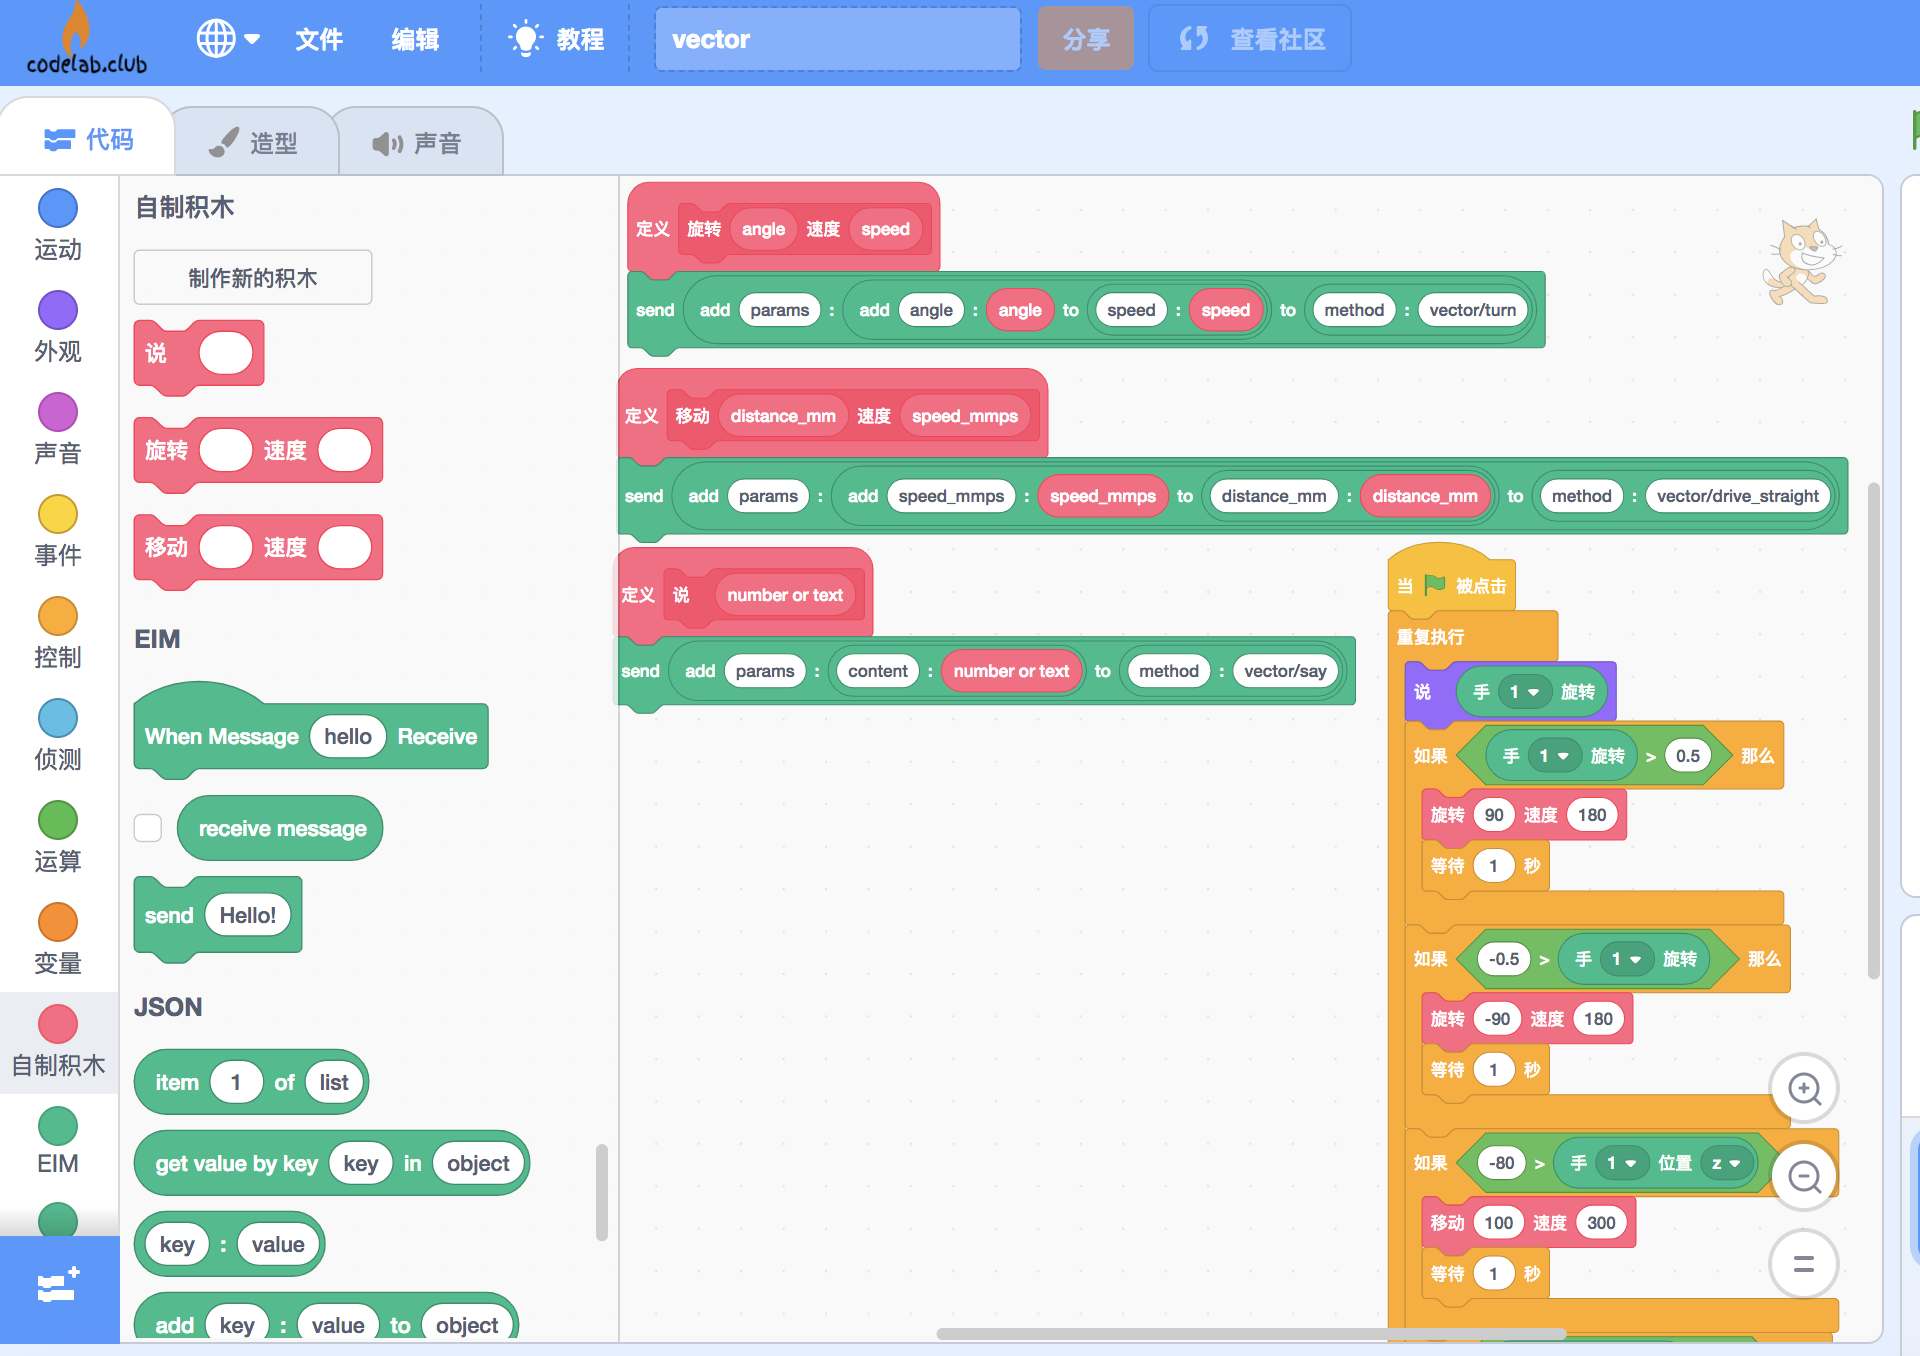 codelab.club
文件
编辑
教程
vector
分享
查看社区
代码
造型
声音
运动
外观
声音
事件
控制
侦测
运算
变量
自制积木
EIM
自制积木
制作新的积木
说
旋转 速度
移动 速度
EIM
When Message hello Receive
receive message
send Hello!
JSON
item 1 of list
get value by key key in object
key : value
add key : value to object
定义 旋转 angle 速度 speed
send add params : add angle : angle to speed : speed to method : vector/turn
定义 移动 distance_mm 速度 speed_mmps
send add params : add speed_mmps : speed_mmps to distance_mm : distance_mm to method : vector/drive_straight
定义 说 number or text
send add params : content : number or text to method : vector/say
当 被点击
重复执行
说 手 1 旋转
如果 手 1 旋转 > 0.5 那么
旋转 90 速度 180
等待 1 秒
如果 -0.5 > 手 1 旋转 那么
旋转 -90 速度 180
等待 1 秒
如果 -80 > 手 1 位置 z
移动 100 速度 300
等待 1 秒